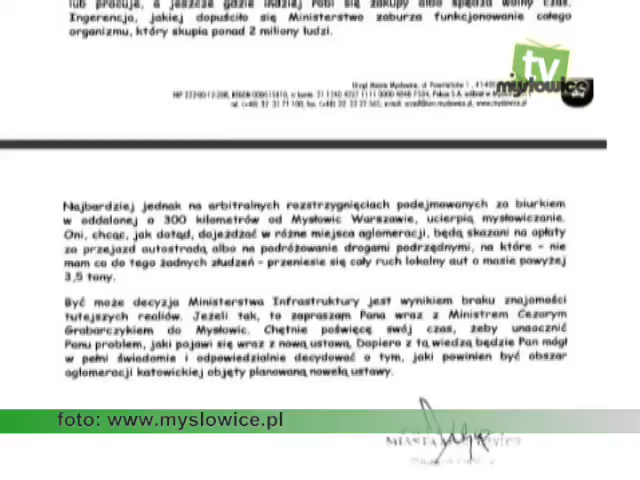 lub pracuje, a jeszcze gdzie indziej robi się zakupy albo spędza wolny czas.
Ingerencja, jakiej dopuściło się Ministerstwo zaburza funkcjonowanie całego
organizmu, który skupia ponad 2 miliony ludzi.
tv
mysłowice
Najbardziej jednak na arbitralnych rozstrzygnięciach podejmowanych za biurkiem
w oddalonej o 300 kilometrów od Mysłowic Warszawie, ucierpią mysłowiczanie.
Oni, chcąc, jak dotąd, dojeżdżać w różne miejsca aglomeracji, będą skazani na opłaty
za przejazd autostradą albo na podróżowanie drogami podrzędnymi, na które – nie
mam co do tego żadnych złudzeń – przeniesie się cały ruch lokalny aut o masie powyżej
3,5 tony.
Być może decyzja Ministerstwa Infrastruktury jest wynikiem braku znajomości
tutejszych realiów. Jeżeli tak, to zapraszam Pana wraz z Ministrem Cezarym
Grabarczykiem do Mysłowic. Chętnie poświęcę swój czas, żeby unaocznić
Panu problem, jaki pojawi się wraz z nową ustawą. Dopiero z tą wiedzą będzie Pan mógł
w pełni świadomie i odpowiedzialnie decydować o tym, jaki powinien być obszar
aglomeracji katowickiej objęty planowaną nowelą ustawy.
foto: www.myslowice.pl
MIASTA